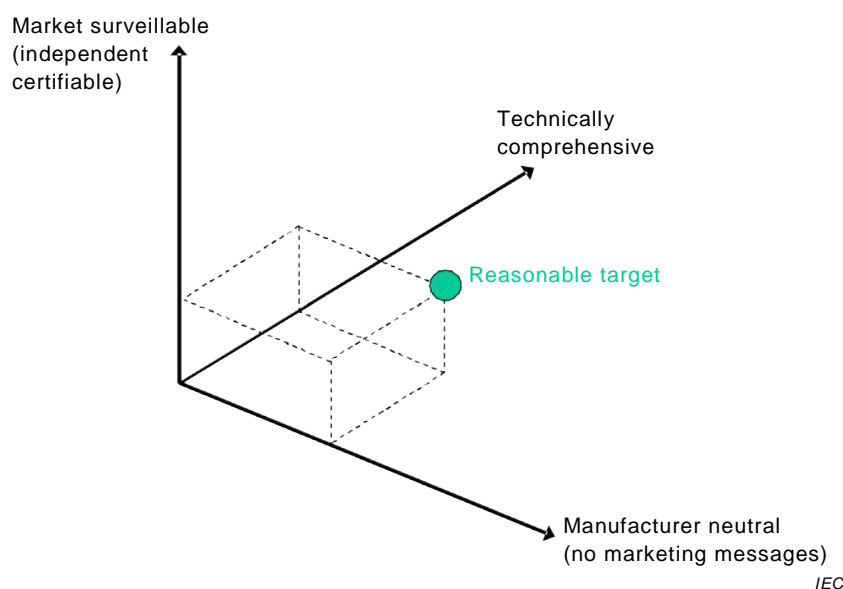 Market surveillable
(independent
certifiable)
Technically
comprehensive
Reasonable target
Manufacturer neutral
(no marketing messages)
IEC